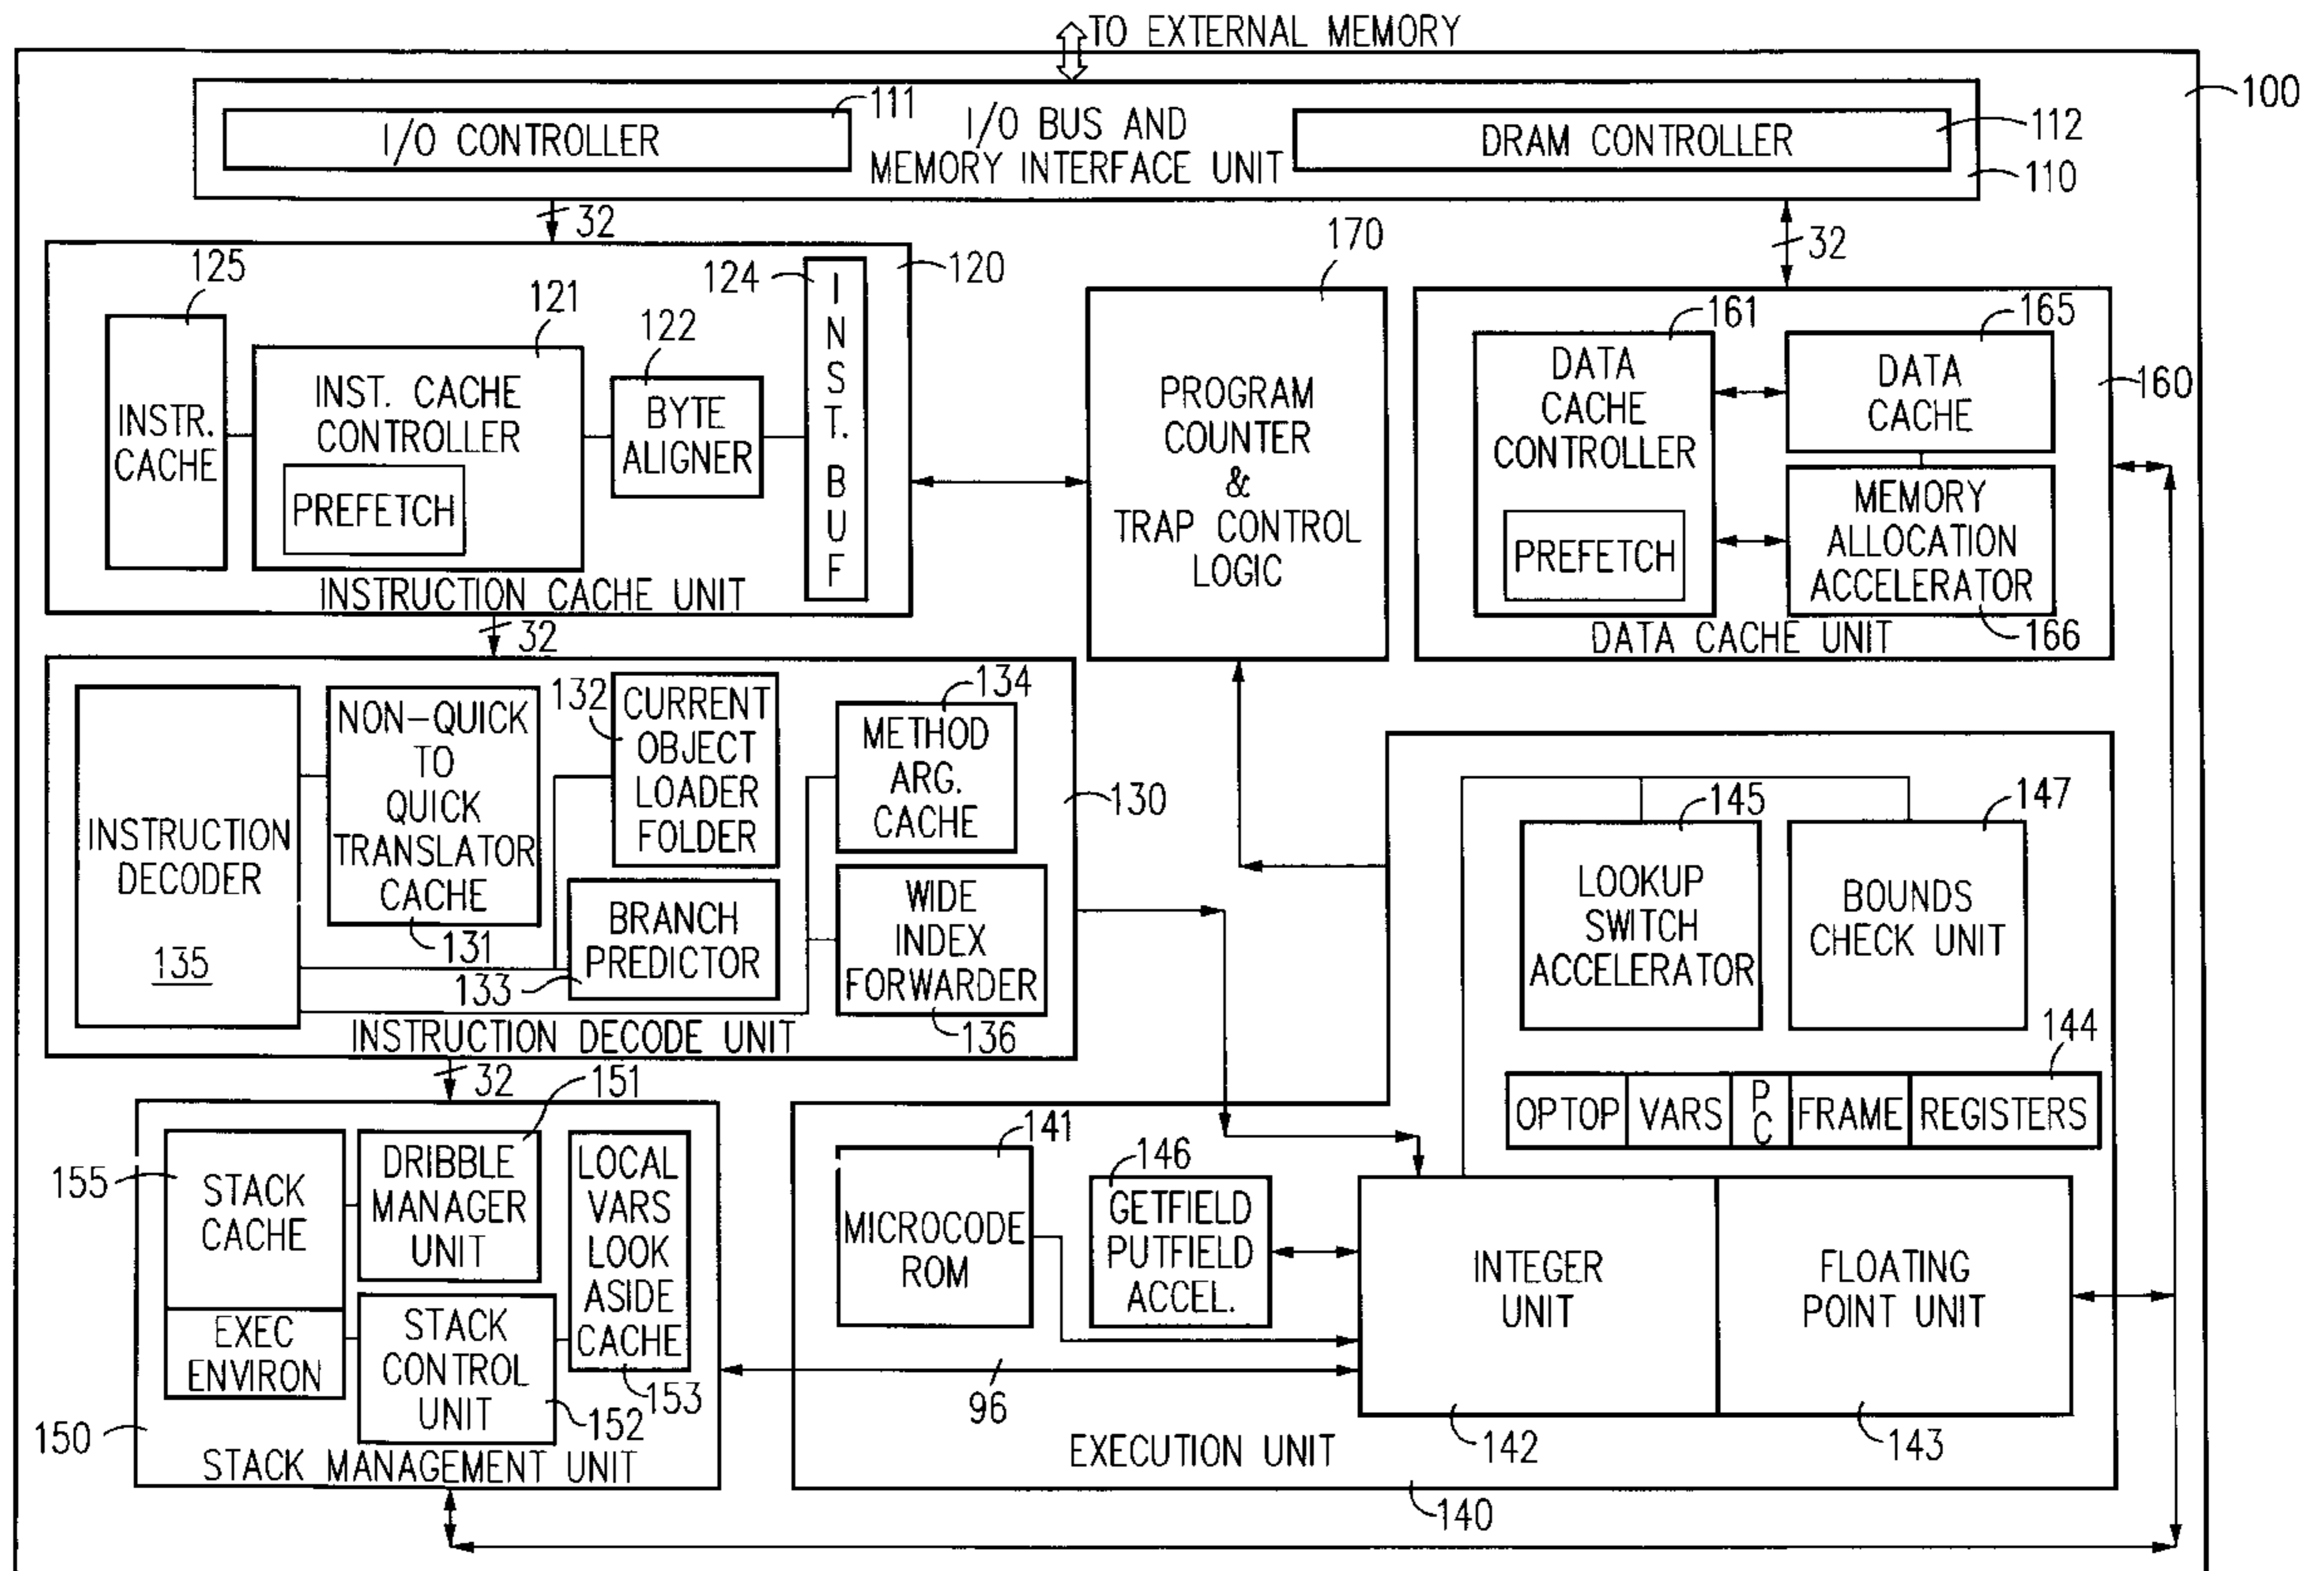 TO EXTERNAL MEMORY
100
111
I/O CONTROLLER
I/O BUS AND
MEMORY INTERFACE UNIT
DRAM CONTROLLER
112
110
32
32
125
121
122
124
120
INSTR.
CACHE
INST. CACHE
CONTROLLER
PREFETCH
BYTE
ALIGNER
INST. BUF
INSTRUCTION CACHE UNIT
170
PROGRAM
COUNTER
&
TRAP CONTROL
LOGIC
161
165
160
DATA
CACHE
CONTROLLER
PREFETCH
DATA
CACHE
MEMORY
ALLOCATION
ACCELERATOR
DATA CACHE UNIT
166
32
INSTRUCTION
DECODER
135
NON-QUICK
TO
QUICK
TRANSLATOR
CACHE
131
132
CURRENT
OBJECT
LOADER
FOLDER
134
METHOD
ARG.
CACHE
130
BRANCH
PREDICTOR
133
WIDE
INDEX
FORWARDER
136
INSTRUCTION DECODE UNIT
145
147
LOOKUP
SWITCH
ACCELERATOR
BOUNDS
CHECK UNIT
144
OPTOP
VARS
PC
FRAME
REGISTERS
32
151
155
STACK
CACHE
DRIBBLE
MANAGER
UNIT
LOCAL
VARS
LOOK
ASIDE
CACHE
EXEC
ENVIRON
STACK
CONTROL
UNIT
153
152
150
STACK MANAGEMENT UNIT
141
MICROCODE
ROM
146
GETFIELD
PUTFIELD
ACCEL.
INTEGER
UNIT
FLOATING
POINT UNIT
96
142
143
EXECUTION UNIT
140